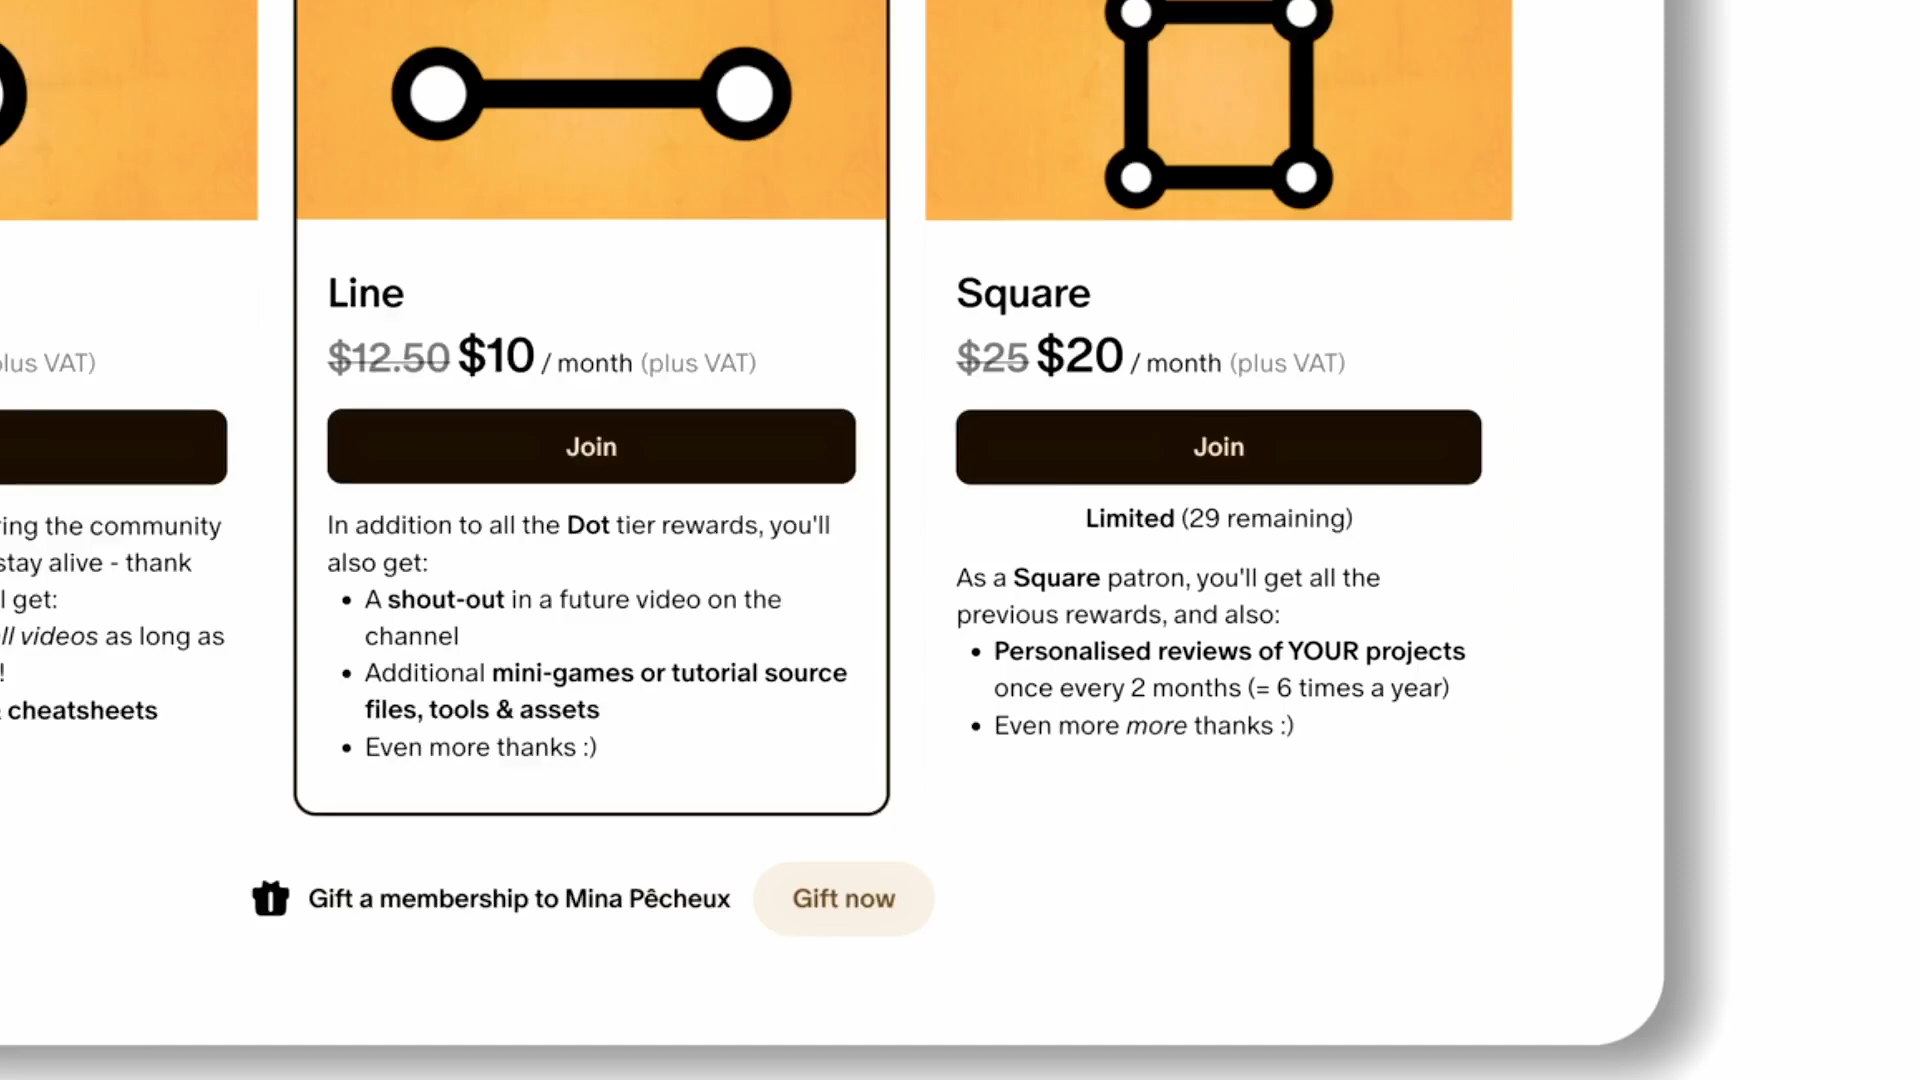 lus VAT)
ring the community
stay alive - thank
l get:
ll videos as long as
!
cheatsheets
Line
$12.50 $10 / month (plus VAT)
Join
In addition to all the Dot tier rewards, you'll
also get:
• A shout-out in a future video on the
channel
• Additional mini-games or tutorial source
files, tools & assets
• Even more thanks :)
Square
$25 $20 / month (plus VAT)
Join
Limited (29 remaining)
As a Square patron, you'll get all the
previous rewards, and also:
• Personalised reviews of YOUR projects
once every 2 months (= 6 times a year)
• Even more more thanks :)
Gift a membership to Mina Pêcheux
Gift now